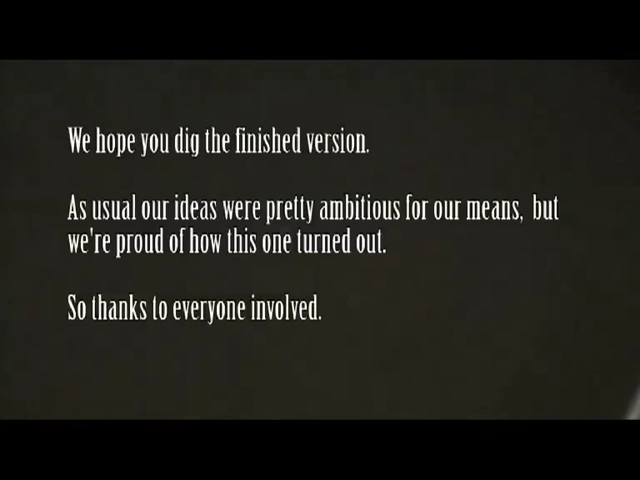 We hope you dig the finished version.
As usual our ideas were pretty ambitious for our means, but
we're proud of how this one turned out.
So thanks to everyone involved.